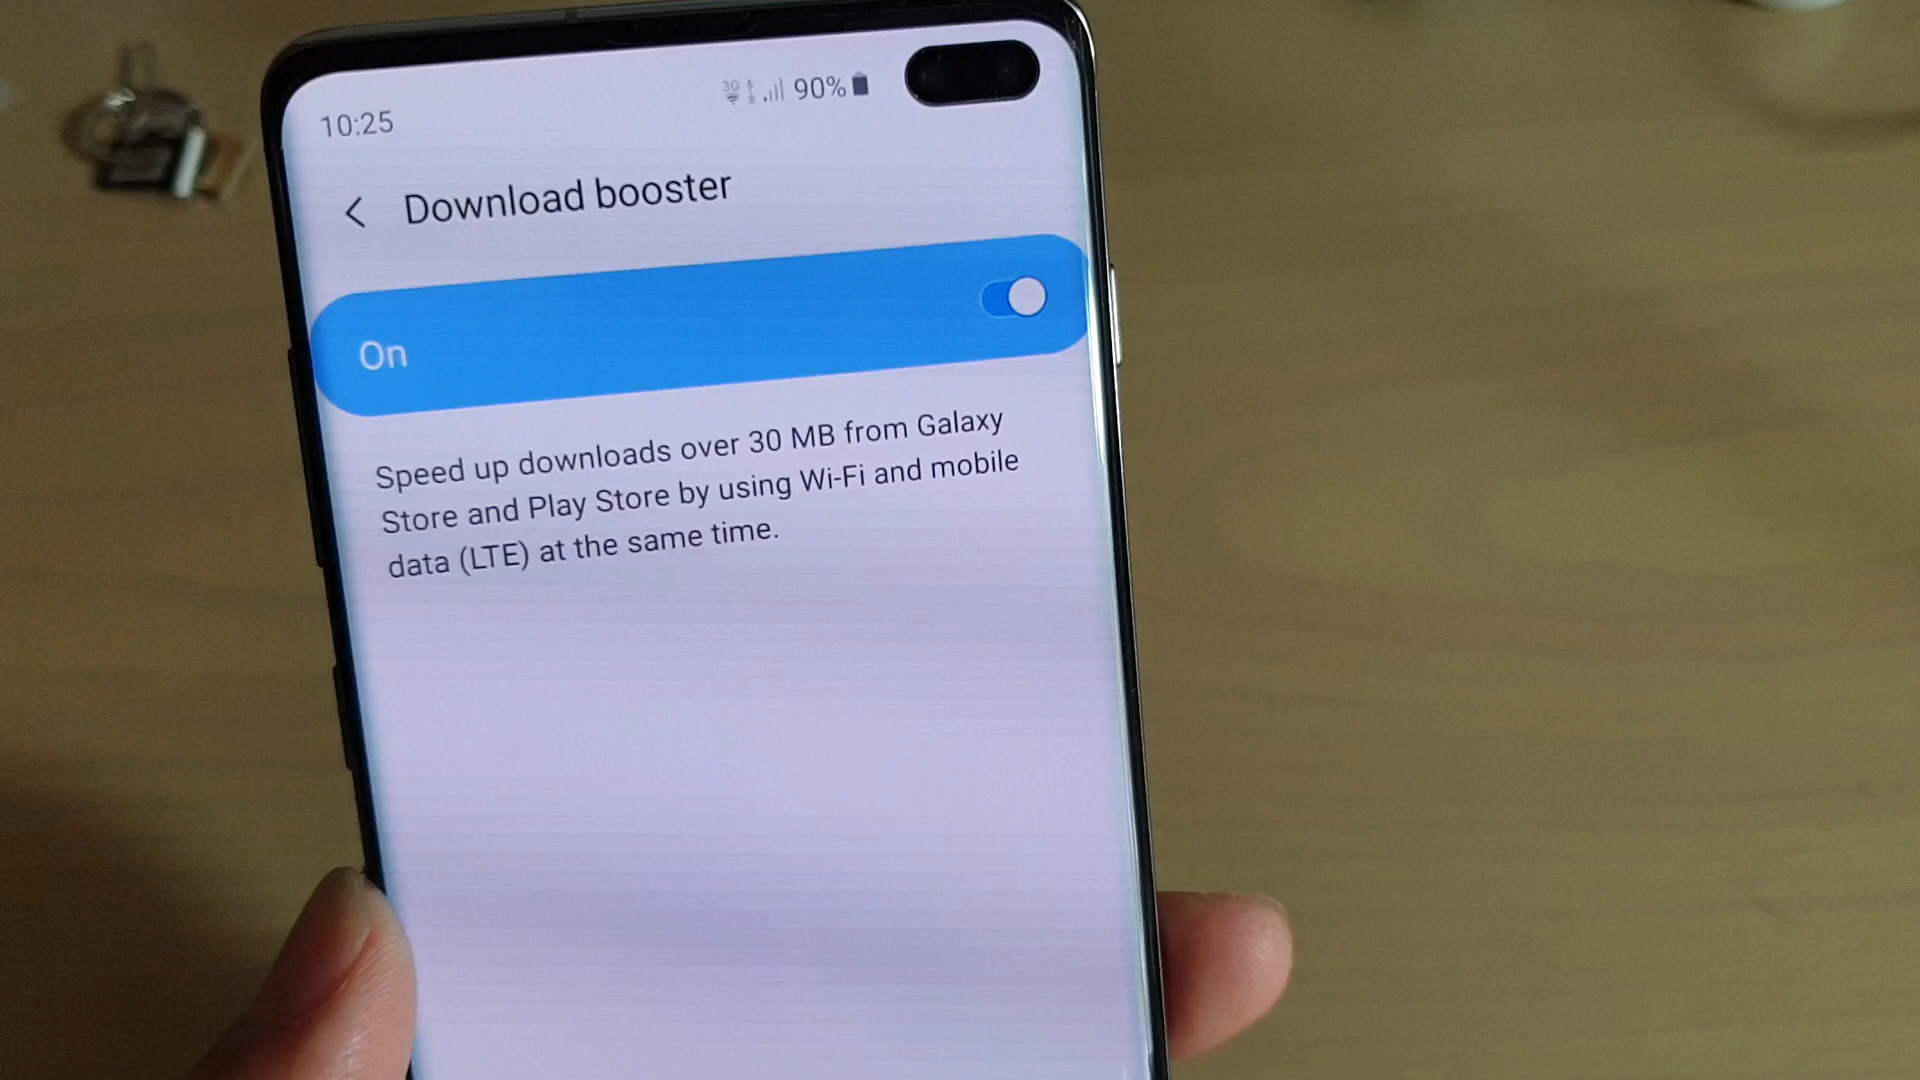 10:25
3G
90%
Download booster
On
Speed up downloads over 30 MB from Galaxy
Store and Play Store by using Wi-Fi and mobile
data (LTE) at the same time.